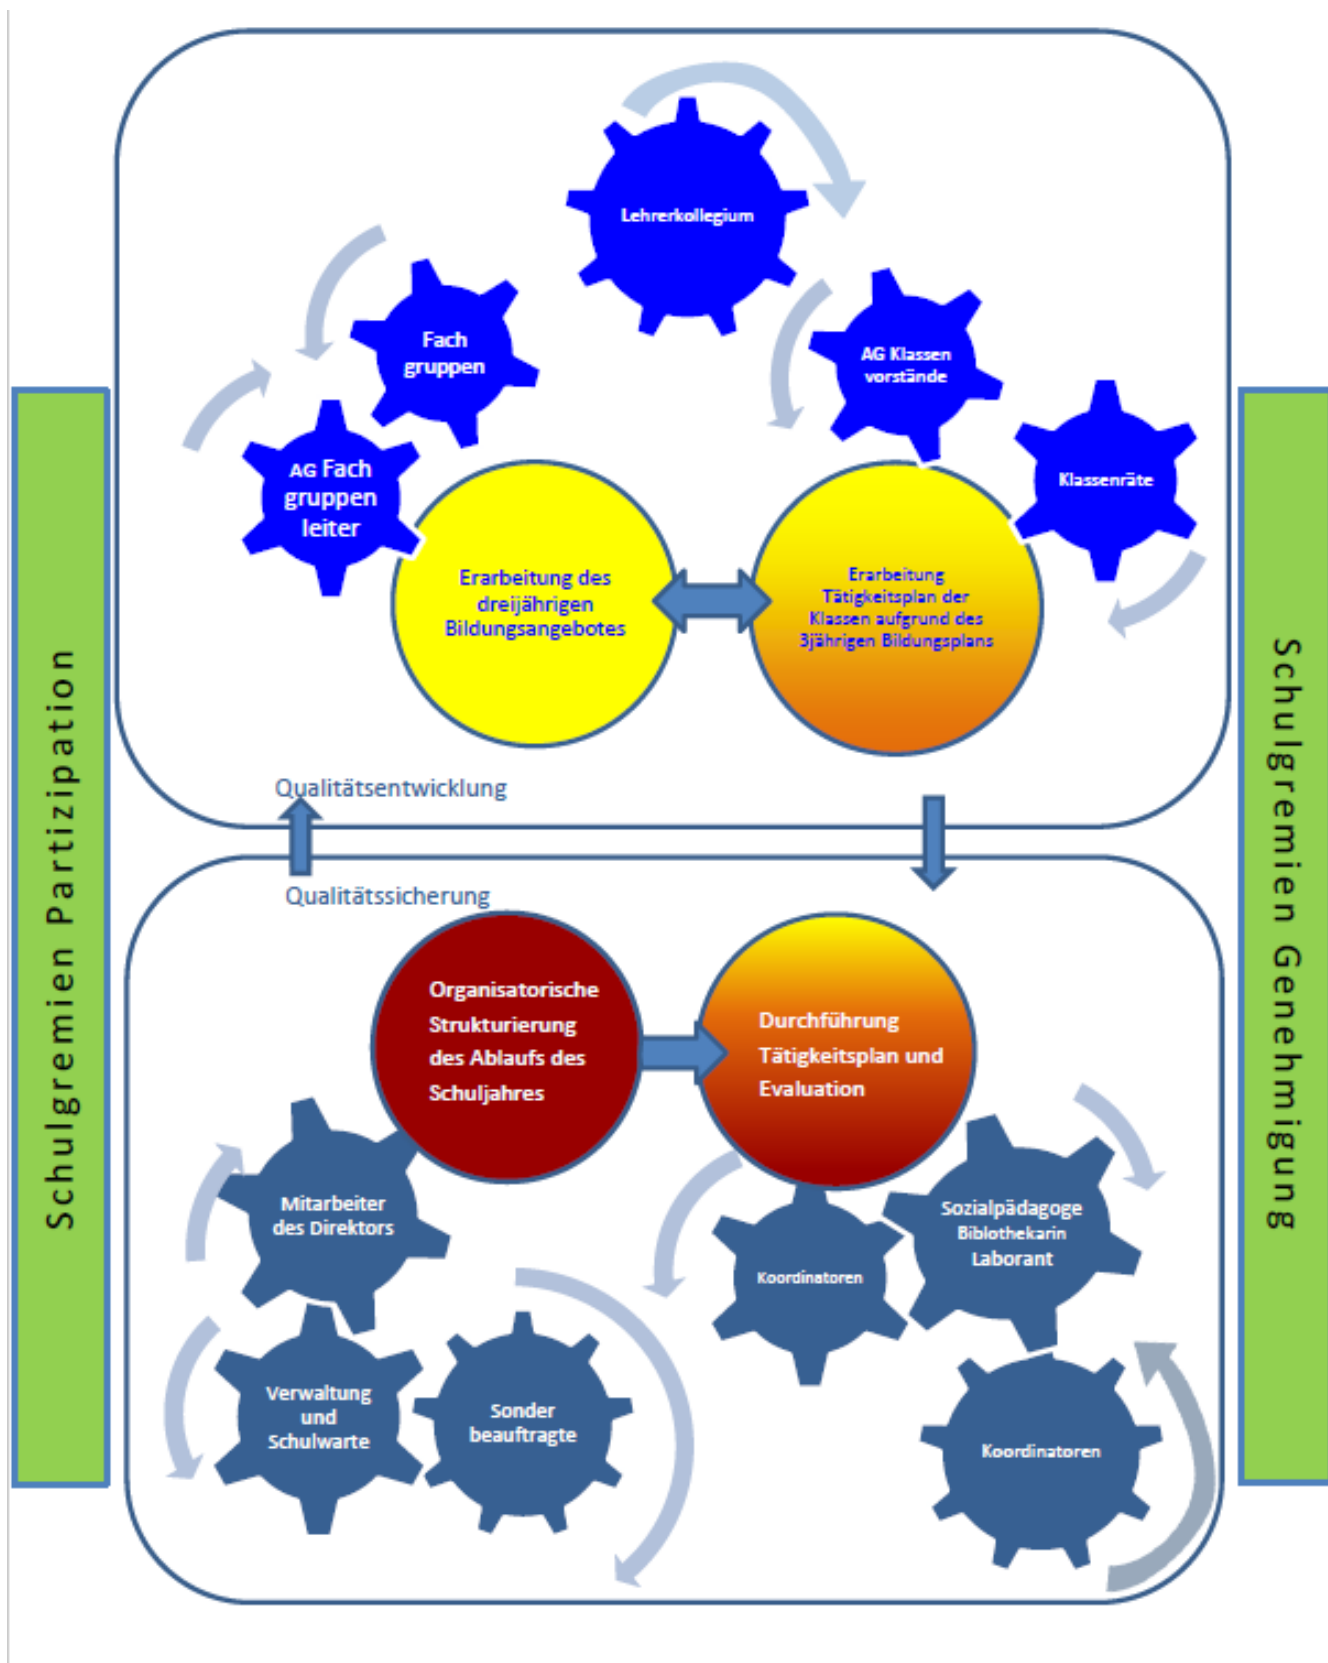 Lehrerkollegium
Fach
gruppen
AG Klassen
vorstände
AG Fach
gruppen
leiter
Klassenräte
Erarbeitung des
dreijährigen
Bildungsangebotes
Erarbeitung
Tätigkeitsplan der
Klassen aufgrund des
3jährigen Bildungsplans
Schulgremien Partizipation
Schulgremien Genehmigung
Qualitätsentwicklung
Qualitätssicherung
Organisatorische
Strukturierung
des Ablaufs des
Schuljahres
Durchführung
Tätigkeitsplan und
Evaluation
Mitarbeiter
des Direktors
Koordinatoren
Sozialpädagoge
Biblothekarin
Laborant
Verwaltung
und
Schulwarte
Sonder
beauftragte
Koordinatoren